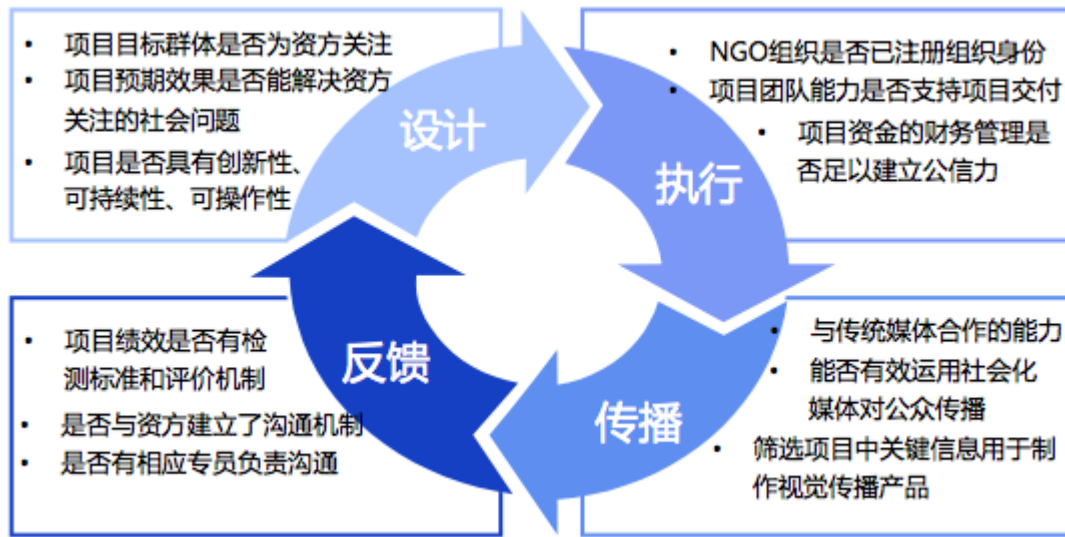 • 项目目标群体是否为资方关注
• 项目预期效果是否能解决资方
关注的社会问题
• 项目是否具有创新性、
可持续性、可操作性
设计
• NGO组织是否已注册组织身份
• 项目团队能力是否支持项目交付
• 项目资金的财务管理是
否足以建立公信力
执行
• 项目绩效是否有检
测标准和评价机制
• 是否与资方建立了沟通机制
• 是否有相应专员负责沟通
反馈
• 与传统媒体合作的能力
• 能否有效运用社会化
媒体对公众传播
• 筛选项目中关键信息用于制
作视觉传播产品
传播